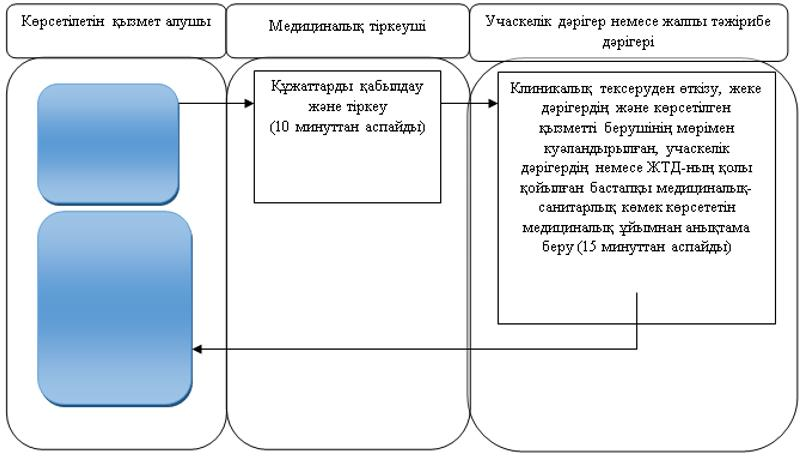 Көрсетілетін қызмет алушы
Медициналық тіркеуші
Учаскелік дәрігер немесе жалпы тәжірибе
дәрігері
Құжаттарды қабылдау
және тіркеу
(10 минуттан аспайды)
Клиникалық тексеруден өткізу, жеке
дәрігердің және көрсетілген
қызметті берушінің мөрімен
куәландырылған, учаскелік
дәрігердің немесе ЖТД-ның қолы
қойылған бастапқы медициналық-
санитарлық көмек көрсететін
медициналық ұйымнан анықтама
беру (15 минуттан аспайды)